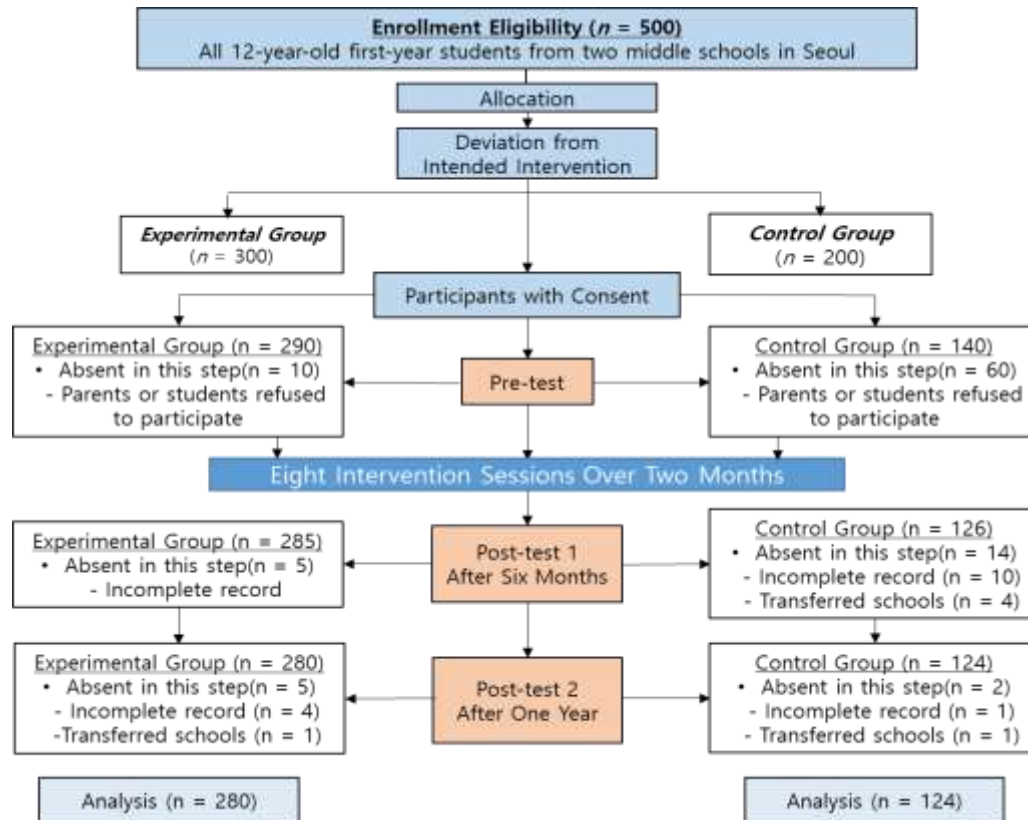 Enrollment Eligibility (n = 500)
All 12-year-old first-year students from two middle schools in Seoul
Allocation
Deviation from
Intended Intervention
Experimental Group
(n = 300)
Control Group
(n = 200)
Participants with Consent
Experimental Group (n = 290)
• Absent in this step(n = 10)
- Parents or students refused
to participate
Pre-test
Control Group (n = 140)
• Absent in this step(n = 60)
- Parents or students refused
to participate
Eight Intervention Sessions Over Two Months
Experimental Group (n = 285)
• Absent in this step(n = 5)
- Incomplete record
Post-test 1
After Six Months
Control Group (n = 126)
• Absent in this step(n = 14)
- Incomplete record (n = 10)
- Transferred schools (n = 4)
Experimental Group (n = 280)
• Absent in this step(n = 5)
- Incomplete record (n = 4)
-Transferred schools (n = 1)
Post-test 2
After One Year
Control Group (n = 124)
• Absent in this step(n = 2)
- Incomplete record (n = 1)
- Transferred schools (n = 1)
Analysis (n = 280)
Analysis (n = 124)